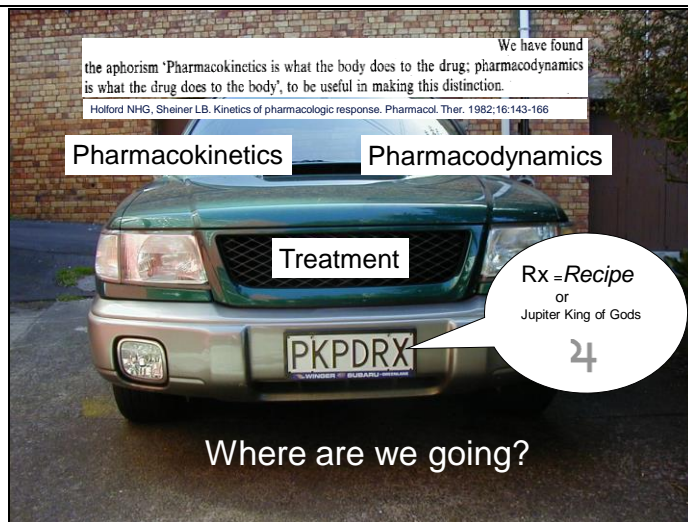 We have found
the aphorism ‘Pharmacokinetics is what the body does to the drug; pharmacodynamics
is what the drug does to the body’, to be useful in making this distinction.
Holford NHG, Sheiner LB. Kinetics of pharmacologic response. Pharmacol. Ther. 1982;16:143-166
Pharmacokinetics
Pharmacodynamics
Treatment
Rx =Recipe
or
Jupiter King of Gods
♃
PKPDRX
WINGER SUBARU
Where are we going?